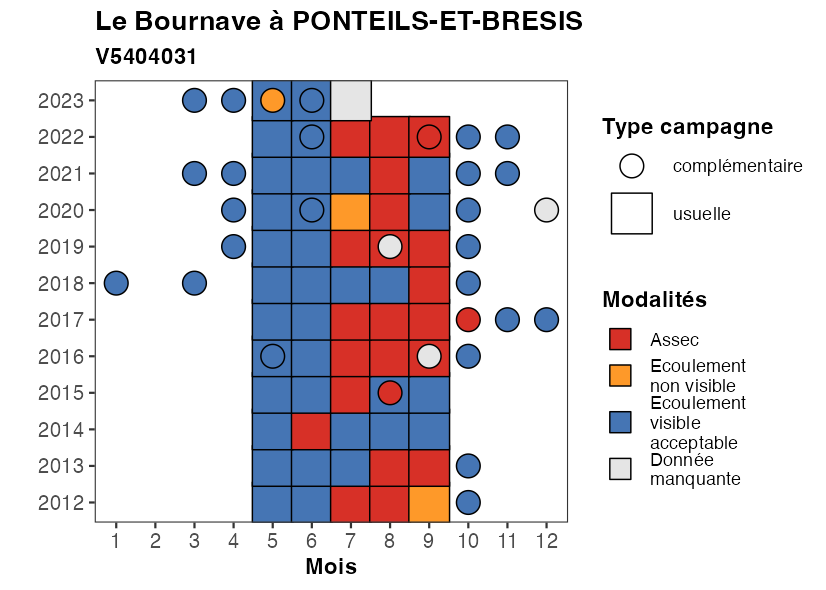 Le Bournave à PONTEILS-ET-BRESIS
V5404031
2023
2022
2021
2020
2019
2018
2017
2016
2015
2014
2013
2012
1 2 3 4 5 6 7 8 9 10 11 12
Mois
Type campagne
complémentaire
usuelle
Modalités
Assec
Ecoulement
non visible
Ecoulement
visible
acceptable
Donnée
manquante